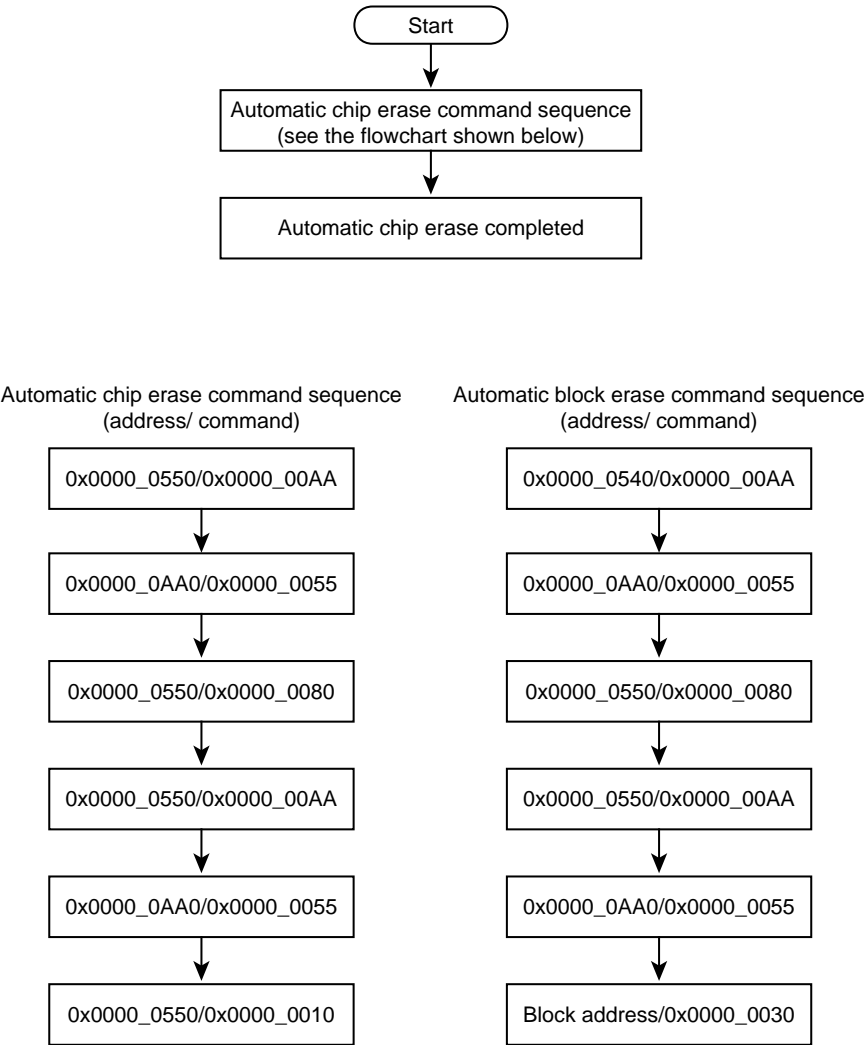 Start
Automatic chip erase command sequence
(see the flowchart shown below)
Automatic chip erase completed
Automatic chip erase command sequence
(address/ command)
0x0000_0550/0x0000_00AA
0x0000_0AA0/0x0000_0055
0x0000_0550/0x0000_0080
0x0000_0550/0x0000_00AA
0x0000_0AA0/0x0000_0055
0x0000_0550/0x0000_0010
Automatic block erase command sequence
(address/ command)
0x0000_0540/0x0000_00AA
0x0000_0AA0/0x0000_0055
0x0000_0550/0x0000_0080
0x0000_0550/0x0000_00AA
0x0000_0AA0/0x0000_0055
Block address/0x0000_0030